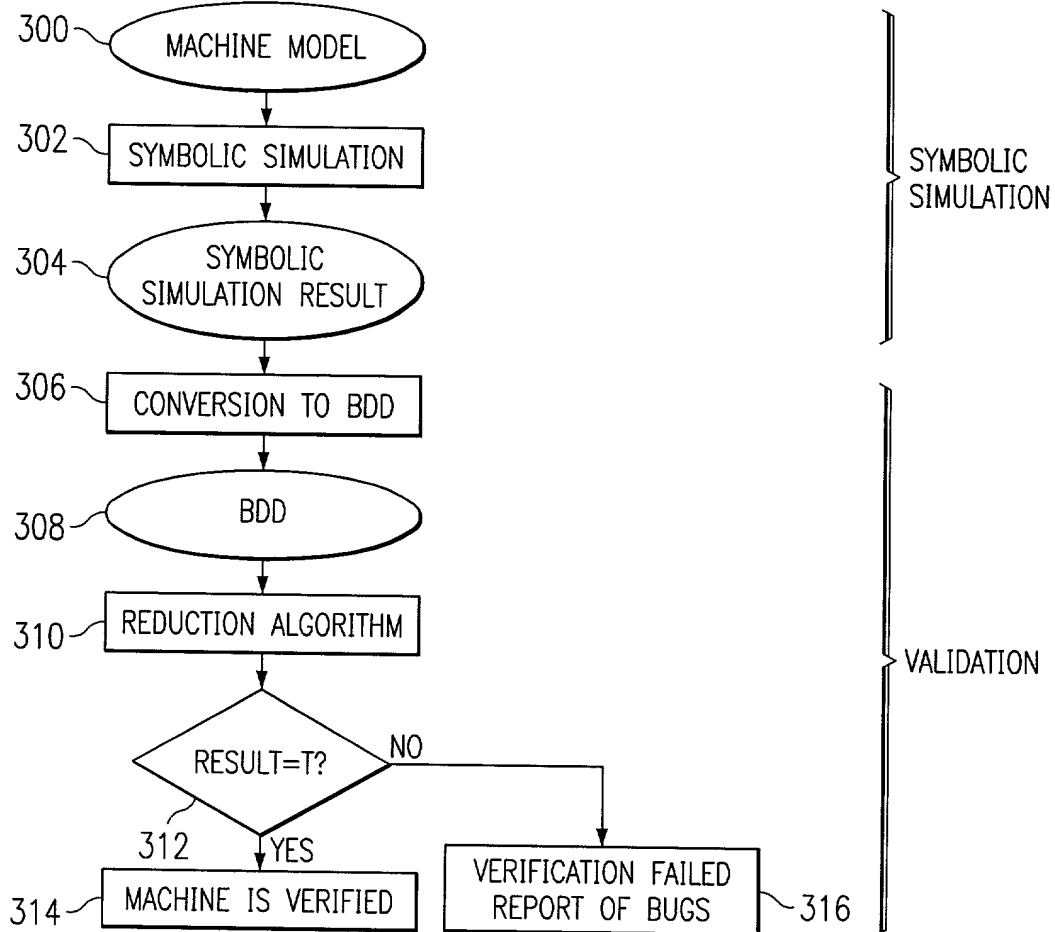 300
MACHINE MODEL
302
SYMBOLIC SIMULATION
SYMBOLIC
SIMULATION
304
SYMBOLIC
SIMULATION RESULT
306
CONVERSION TO BDD
308
BDD
310
REDUCTION ALGORITHM
VALIDATION
RESULT=T?
NO
312
YES
314
MACHINE IS VERIFIED
VERIFICATION FAILED
REPORT OF BUGS
316